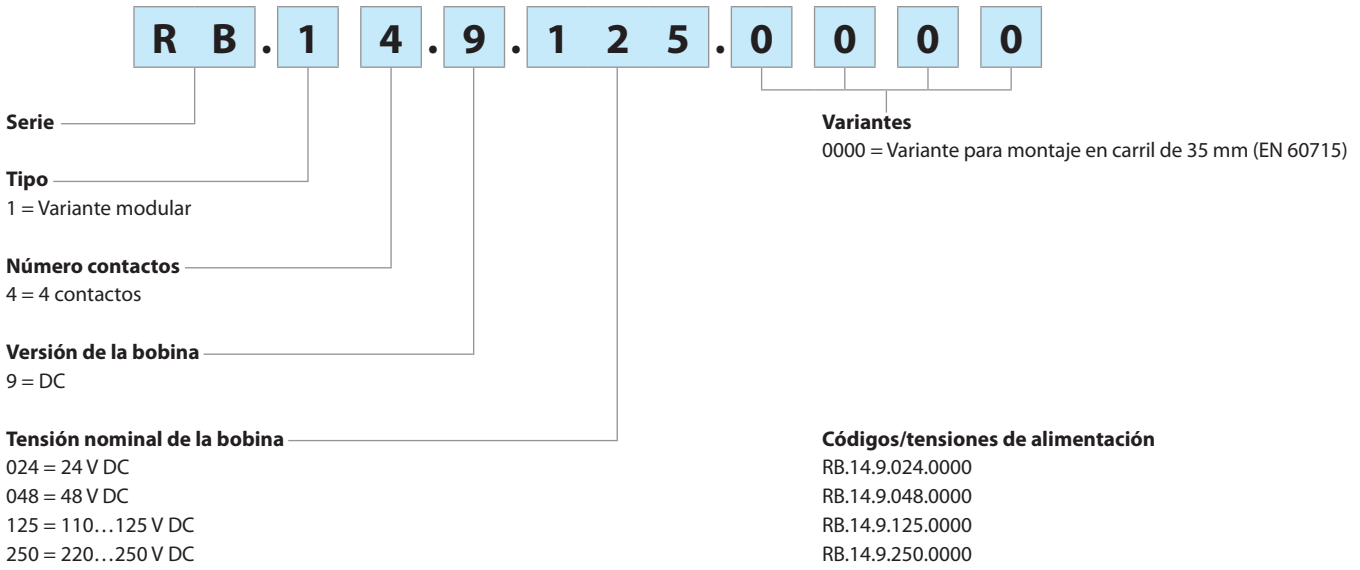 R B . 1 4 . 9 . 1 2 5 . 0 0 0 0
Serie
Tipo
1 = Variante modular
Número contactos
4 = 4 contactos
Versión de la bobina
9 = DC
Tensión nominal de la bobina
024 = 24 V DC
048 = 48 V DC
125 = 110…125 V DC
250 = 220…250 V DC
Variantes
0000 = Variante para montaje en carril de 35 mm (EN 60715)
Códigos/tensiones de alimentación
RB.14.9.024.0000
RB.14.9.048.0000
RB.14.9.125.0000
RB.14.9.250.0000